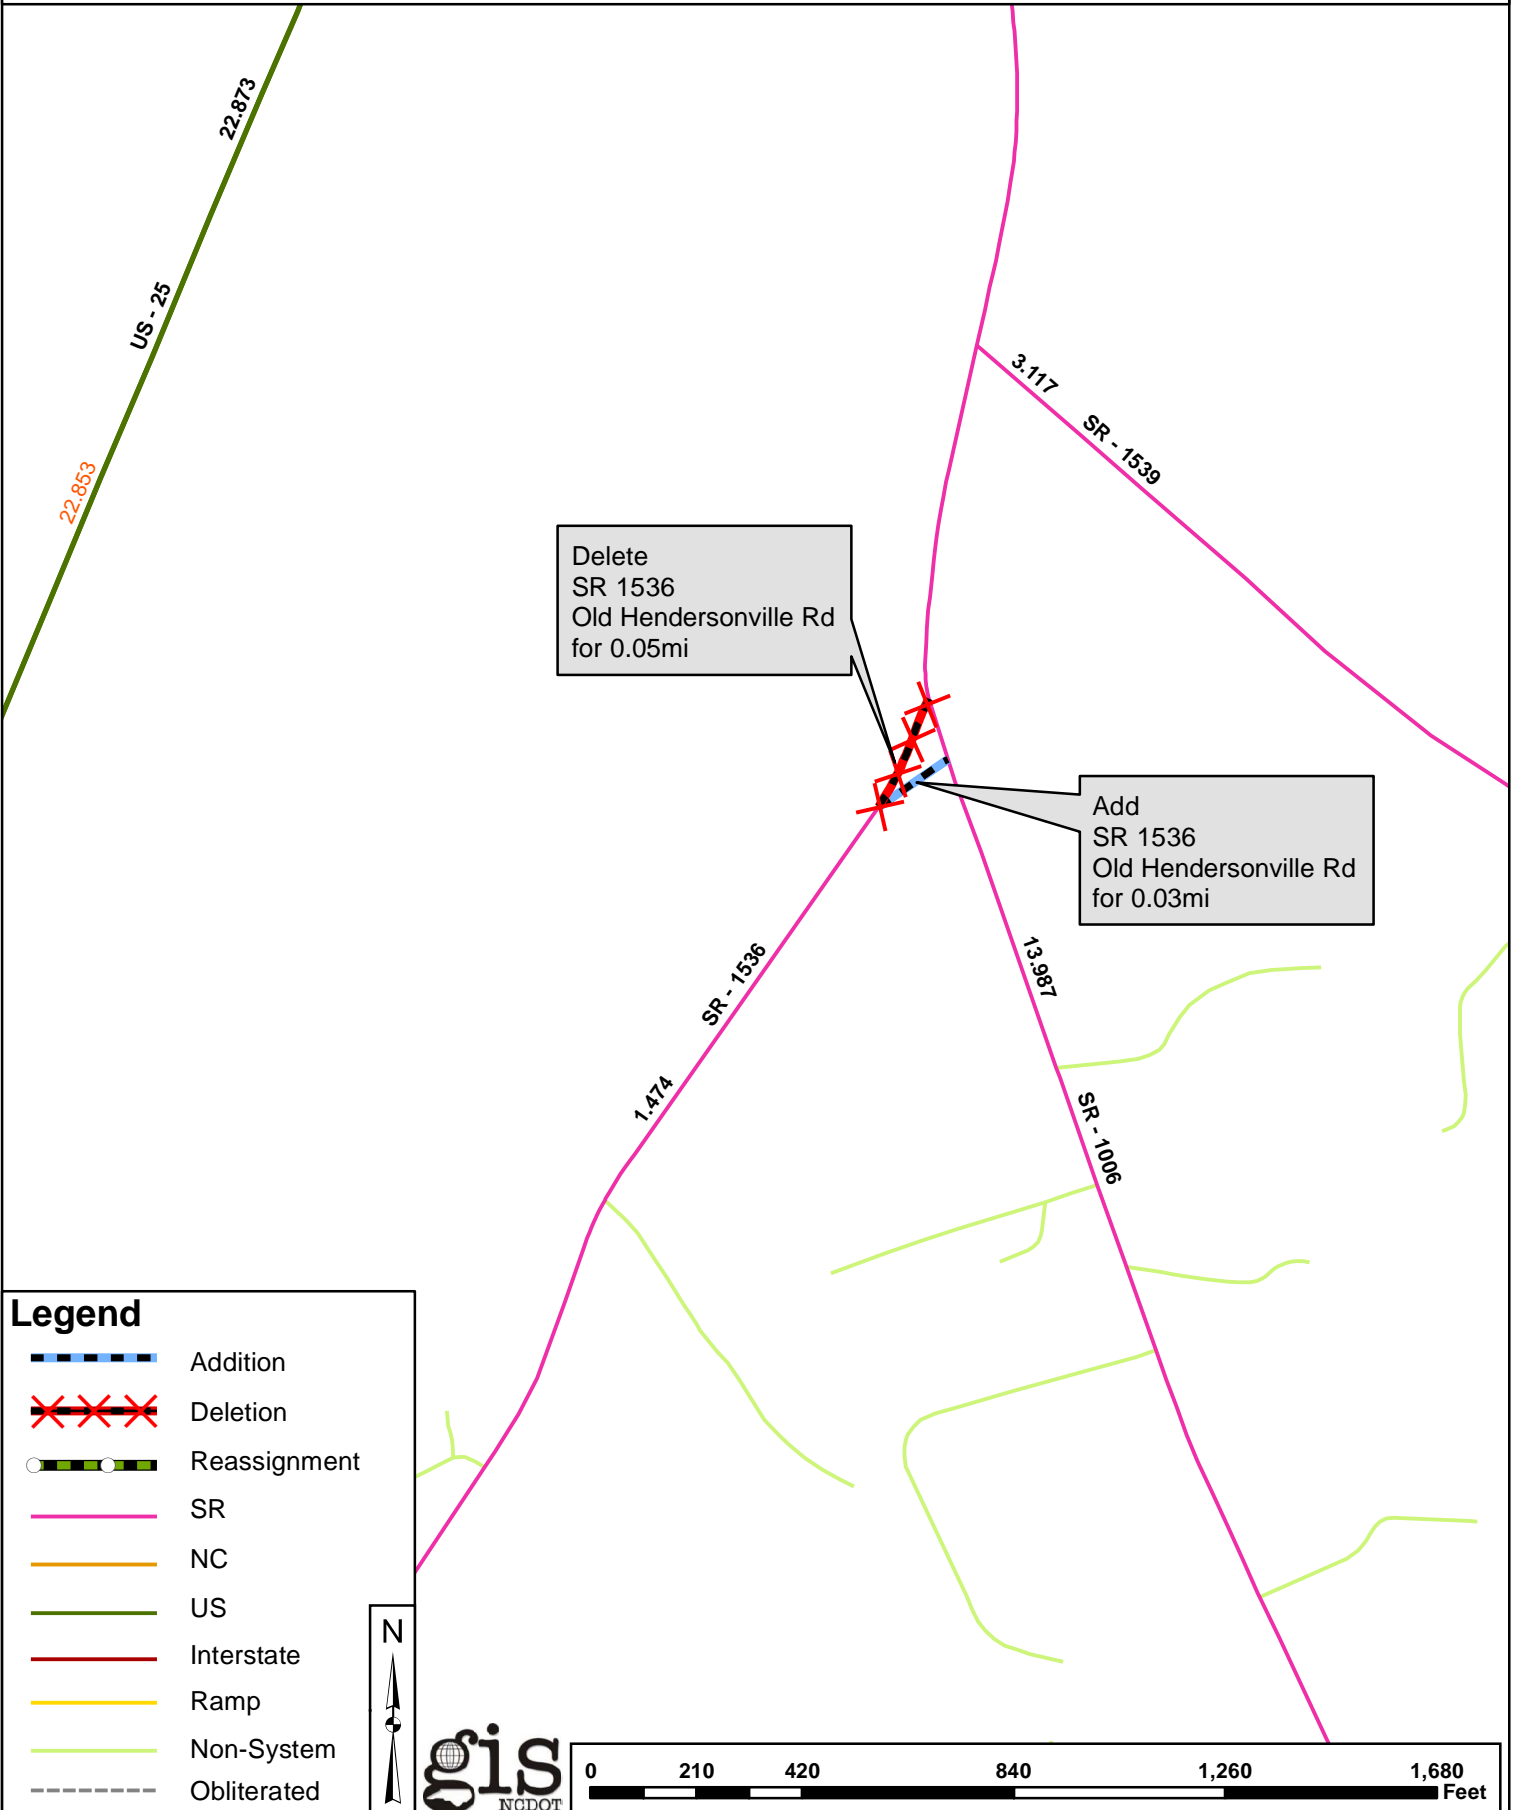 22.873
US - 25
22.853
3.117
SR - 1539
Delete
SR 1536
Old Hendersonville Rd
for 0.05mi
Add
SR 1536
Old Hendersonville Rd
for 0.03mi
SR - 1536
1.474
13.987
SR - 1006
Legend
Addition
Deletion
Reassignment
SR
NC
US
Interstate
Ramp
Non-System
Obliterated
N
gis
NCDOT
0 210 420 840 1,260 1,680
Feet